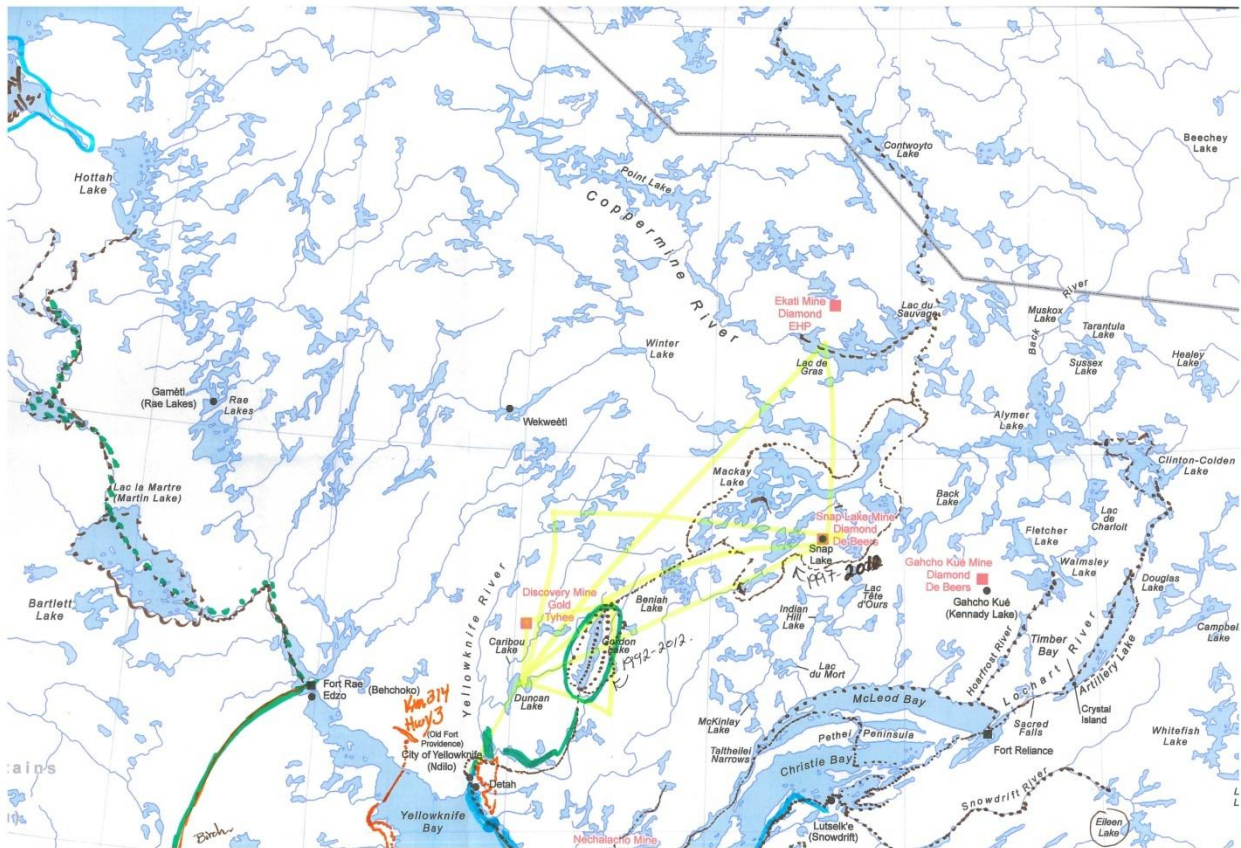 alls.
Hottah
Lake
Point Lake
Coppermine River
Contwoyto
Lake
Beechey
Lake
Ekati Mine
Diamond
EHP
Lac du
Sauvage
Lac de
Gras
Winter
Lake
Back River
Muskox
Lake
Tarantula
Lake
Sussex
Lake
Healey
Lake
Gamètì
(Rae Lakes)
Rae
Lakes
Wekweètì
Alymer
Lake
Clinton-Colden
Lake
Mackay
Lake
Back
Lake
Lac la Martre
(Martin Lake)
Lac
de
Charloit
Snap Lake Mine
Diamond
De Beers
Snap
Lake
1997-2012
Fletcher
Lake
Walmsley
Lake
Gahcho Kué Mine
Diamond
De Beers
Gahcho Kué
(Kennady Lake)
Douglas
Lake
Lac
Tête
d'Ours
Indian
Hill
Lake
Bartlett
Lake
Yellowknife River
Discovery Mine
Gold
Tyhee
Beniah
Lake
Caribou
Lake
Gordon
Lake
1992-2012.
Duncan
Lake
Campbel
Lake
Timber
Bay
Hoarfrost River
Lochart River
Artillery Lake
Crystal
Island
Sacred
Falls
Lac
du Mort
Fort Rae
Edzo
(Behchoko)
Km 214
Hwy 3
(Old Fort
Providence)
City of Yellowknife
(Ndilo)
Detah
McLeod Bay
McKinlay
Lake
Taltheilei
Narrows
Pethei Peninsula
Christie Bay
Fort Reliance
Whitefish
Lake
ains
Birch
Yellowknife
Bay
Nechalacho Mine
Snowdrift River
Lutselk'e
(Snowdrift)
Eileen
Lake
L
L